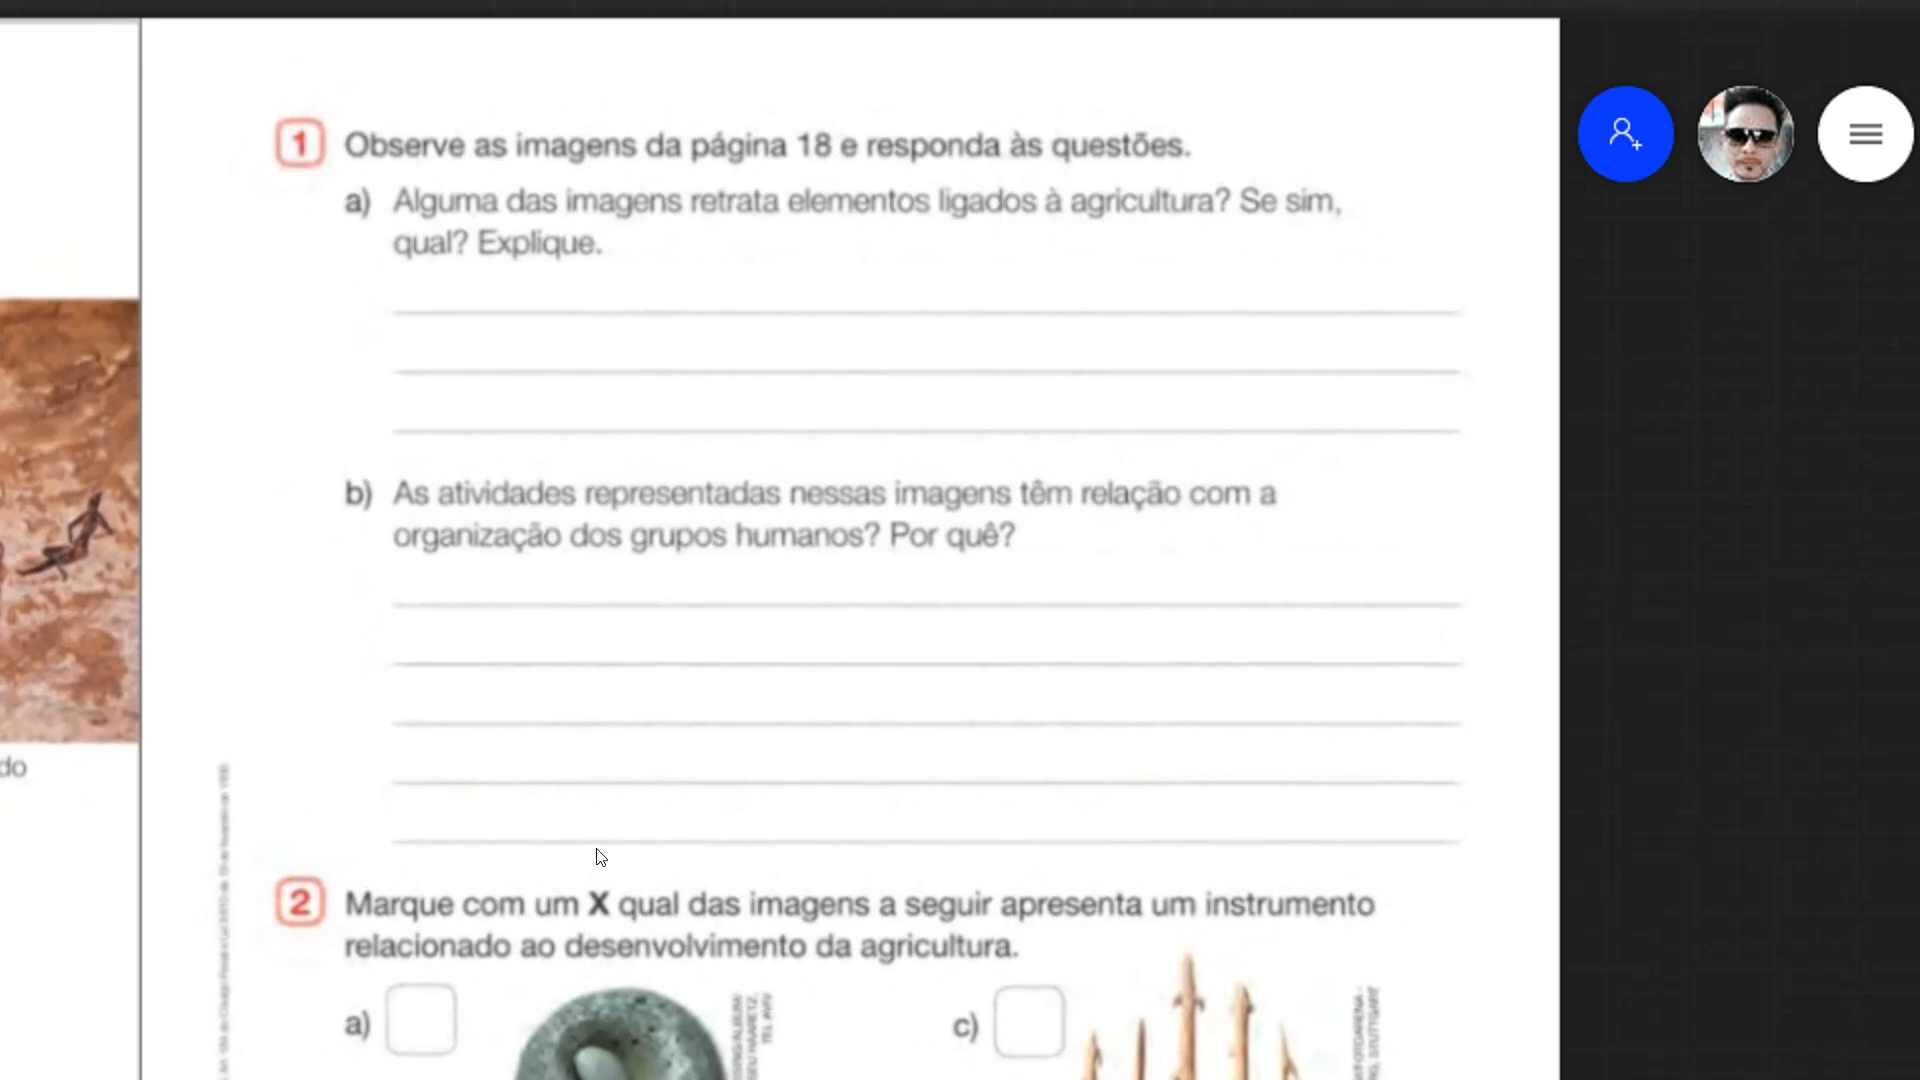 1 Observe as imagens da página 18 e responda às questões.
a) Alguma das imagens retrata elementos ligados à agricultura? Se sim,
qual? Explique.
b) As atividades representadas nessas imagens têm relação com a
organização dos grupos humanos? Por quê?
do
2 Marque com um X qual das imagens a seguir apresenta um instrumento
relacionado ao desenvolvimento da agricultura.
a)
c)
TEL AVIV